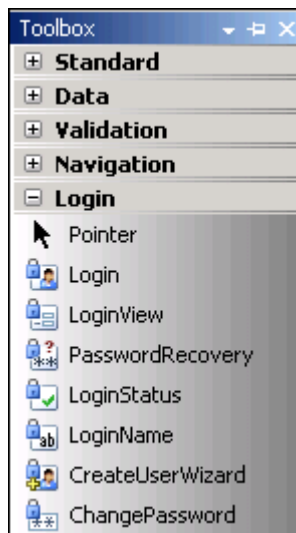 Toolbox
Standard
Data
Validation
Navigation
Login
Pointer
Login
LoginView
PasswordRecovery
LoginStatus
LoginName
CreateUserWizard
ChangePassword